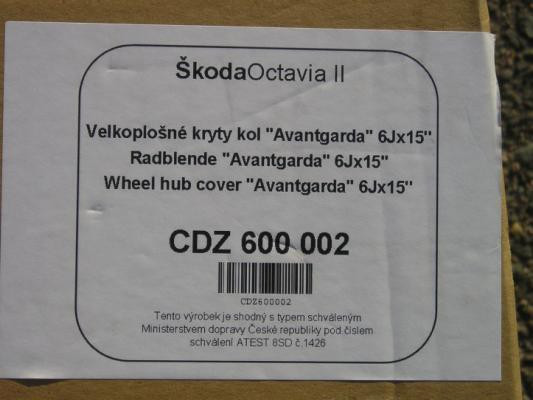 ŠkodaOctavia II
Velkoplošné kryty kol "Avantgarda" 6Jx15"
Radblende "Avantgarda" 6Jx15"
Wheel hub cover "Avantgarda" 6Jx15"
CDZ 600 002
CDZ600002
Tento výrobek je shodný s typem schváleným
Ministerstvem dopravy České republiky pod číslem
schválení ATEST 8SD č.1426